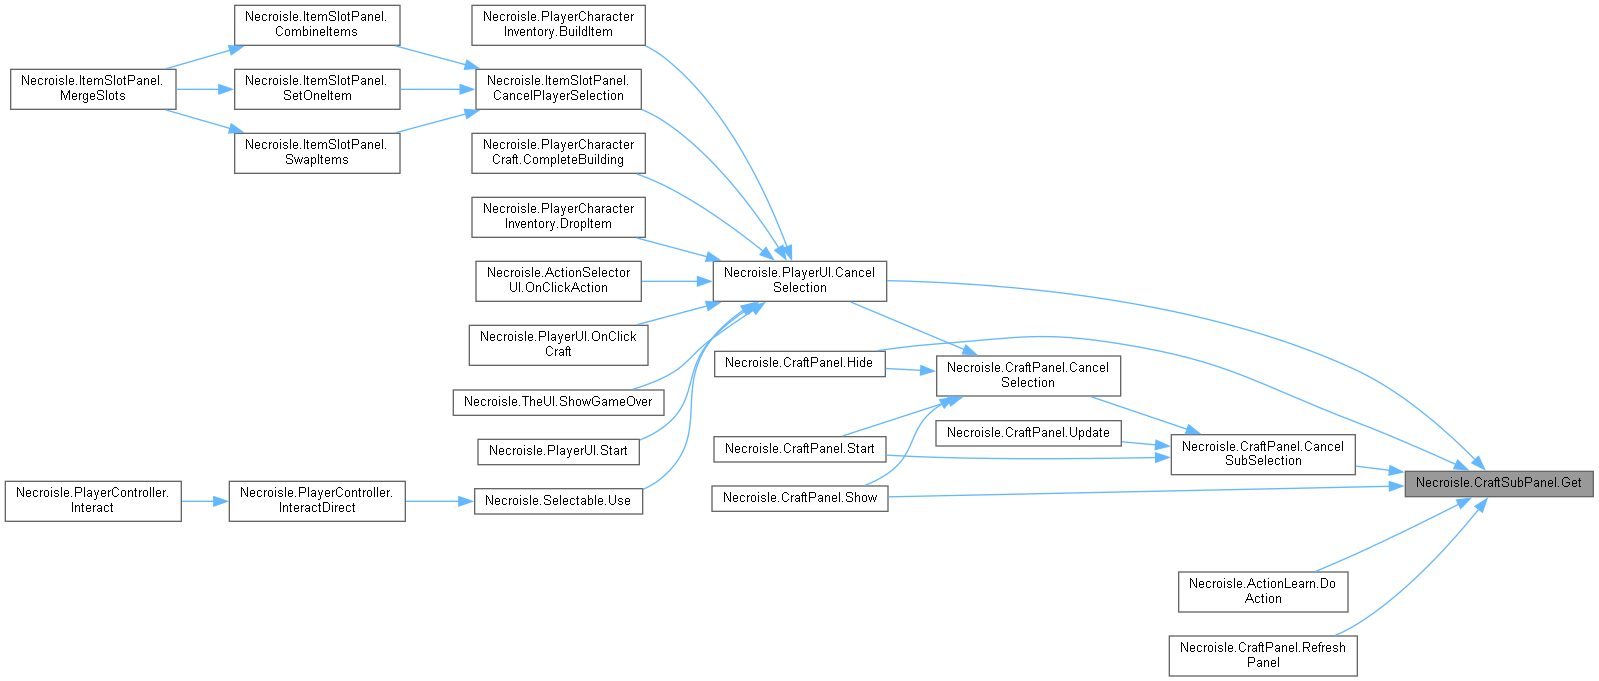 Necroisle.ItemSlotPanel.
CombineItems
Necroisle.ItemSlotPanel.
MergeSlots
Necroisle.ItemSlotPanel.
SetOneItem
Necroisle.ItemSlotPanel.
SwapItems
Necroisle.PlayerCharacter
Inventory.BuildItem
Necroisle.ItemSlotPanel.
CancelPlayerSelection
Necroisle.PlayerCharacter
Craft.CompleteBuilding
Necroisle.PlayerCharacter
Inventory.DropItem
Necroisle.ActionSelector
UI.OnClickAction
Necroisle.PlayerUI.OnClick
Craft
Necroisle.TheUI.ShowGameOver
Necroisle.PlayerUI.Start
Necroisle.Selectable.Use
Necroisle.PlayerController.
InteractDirect
Necroisle.PlayerController.
Interact
Necroisle.PlayerUI.Cancel
Selection
Necroisle.CraftPanel.Hide
Necroisle.CraftPanel.Cancel
Selection
Necroisle.CraftPanel.Update
Necroisle.CraftPanel.Start
Necroisle.CraftPanel.Show
Necroisle.CraftPanel.Cancel
SubSelection
Necroisle.CraftSubPanel.Get
Necroisle.ActionLearn.Do
Action
Necroisle.CraftPanel.Refresh
Panel